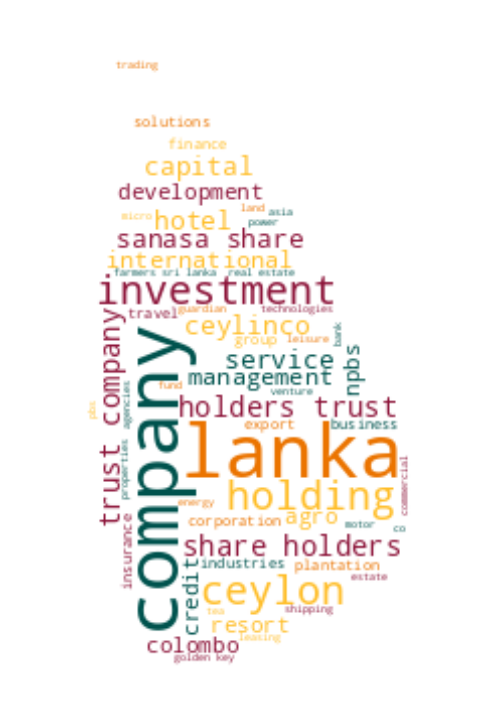 trading
solutions
finance
capital
development
land
asia
micro
hotel
power
sanasa share
international
farmers sri lanka
real estate
investment
travel
guardian
technologies
ceylinco
group
leisure
bank
trust company
company
service
npbs
management
fund
venture
agencies
holders trust
pbs
export
business
lanka
properties
commercial
holding
energy
corporation
agro
motor
co
insurance
share holders
credit
industries
plantation
estate
ceylon
tea
shipping
resort
leasing
colombo
golden key